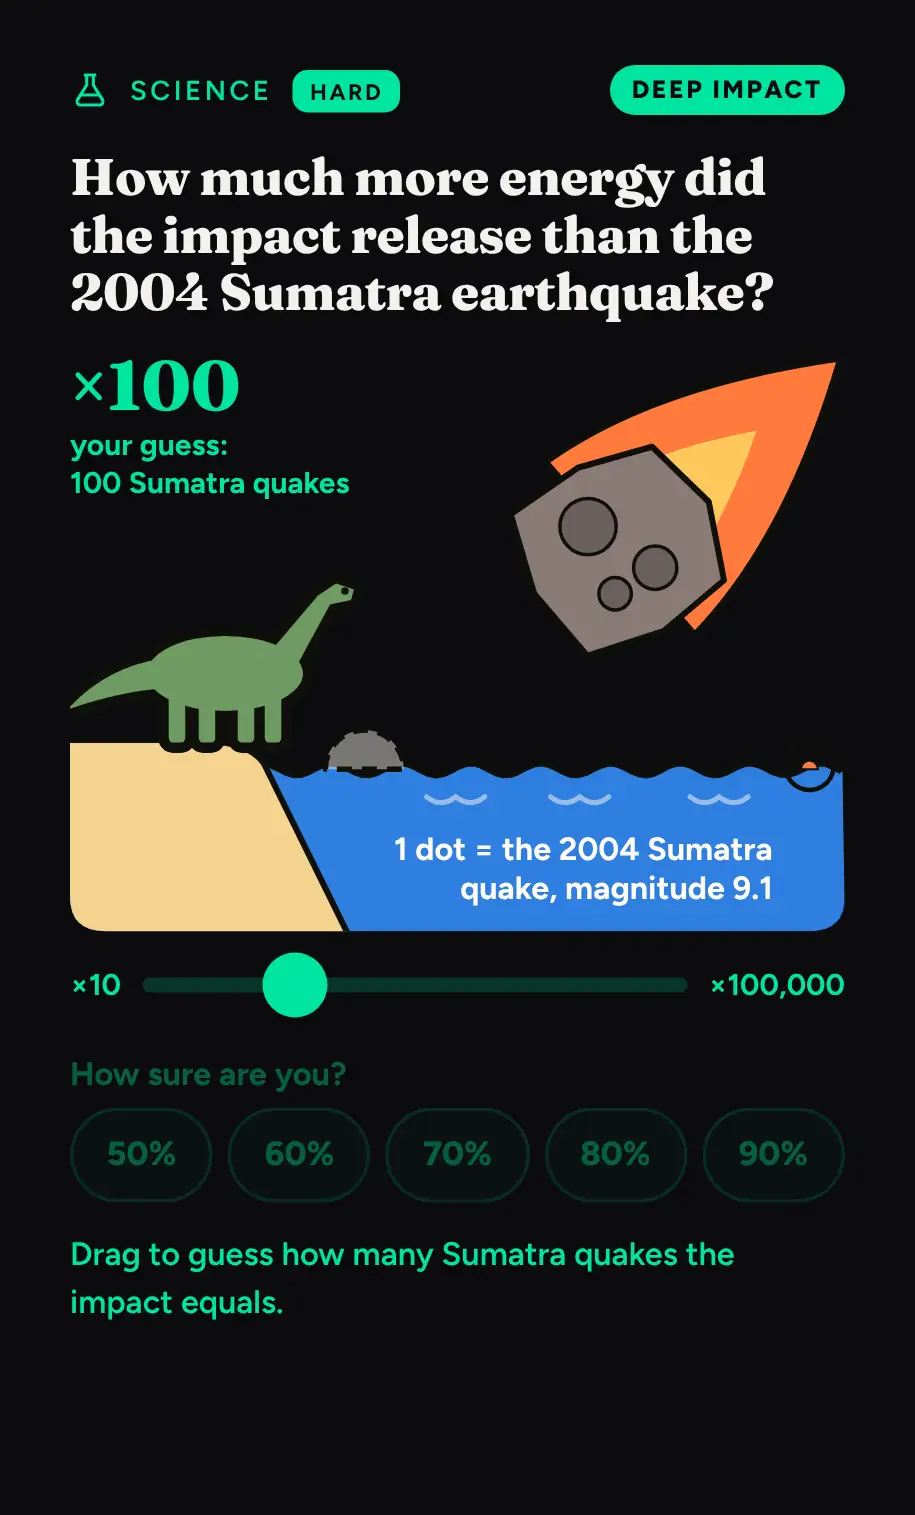 SCIENCE HARD DEEP IMPACT
How much more energy did
the impact release than the
2004 Sumatra earthquake?
×100
your guess:
100 Sumatra quakes
1 dot = the 2004 Sumatra
quake, magnitude 9.1
×10 ×100,000
How sure are you?
50% 60% 70% 80% 90%
Drag to guess how many Sumatra quakes the
impact equals.